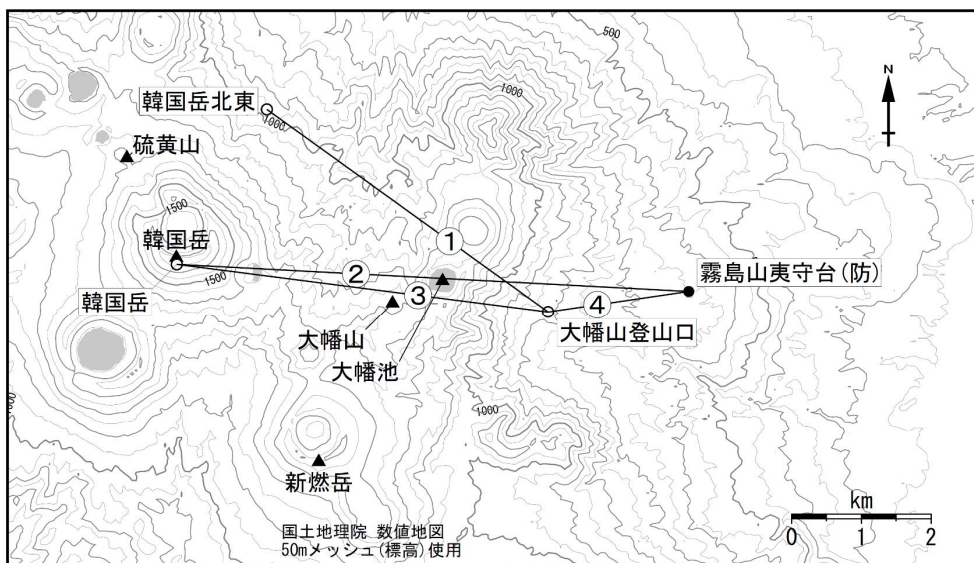 500
1000
N
韓国岳北東
1000
硫黄山
1500
韓国岳
①
②
霧島山夷守台(防)
1500
③
④
韓国岳
大幡山登山口
大幡山
大幡池
1000
新燃岳
km
国土地理院 数値地図
50mメッシュ(標高)使用
0 1 2